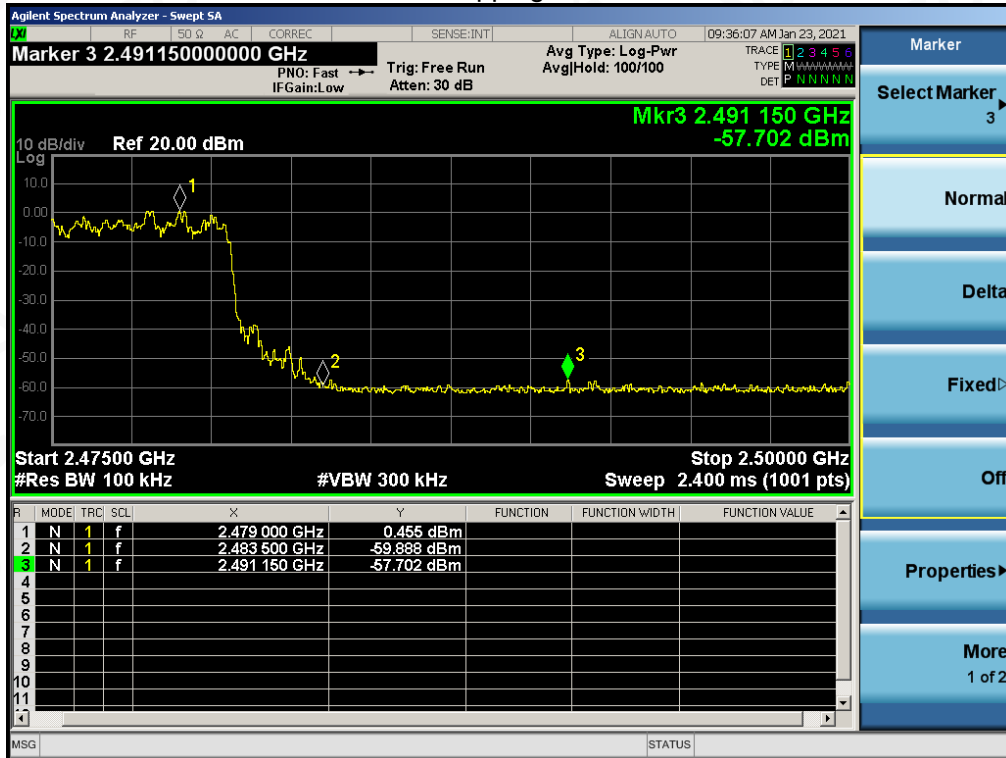 Agilent Spectrum Analyzer - Swept SA
LXI RF 50 Ω AC CORREC SENSE:INT ALIGN AUTO 09:36:07 AM Jan 23, 2021
Marker 3 2.491150000000 GHz
PNO: Fast
IFGain:Low
Trig: Free Run
Atten: 30 dB
Avg Type: Log-Pwr
Avg|Hold: 100/100
TRACE 1 2 3 4 5 6
TYPE M WWWWW
DET P N N N N N
Mkr3 2.491 150 GHz
-57.702 dBm
10 dB/div Ref 20.00 dBm
Log
10.0
0.00
-10.0
-20.0
-30.0
-40.0
-50.0
-60.0
-70.0
1
2
3
Start 2.47500 GHz Stop 2.50000 GHz
#Res BW 100 kHz #VBW 300 kHz Sweep 2.400 ms (1001 pts)
R MODE TRC SCL X Y FUNCTION FUNCTION WIDTH FUNCTION VALUE
1 N 1 f 2.479 000 GHz 0.455 dBm
2 N 1 f 2.483 500 GHz -59.888 dBm
3 N 1 f 2.491 150 GHz -57.702 dBm
4
5
6
7
8
9
10
11
MSG STATUS
Marker
Select Marker
3
Normal
Delta
Fixed
Off
Properties
More
1 of 2